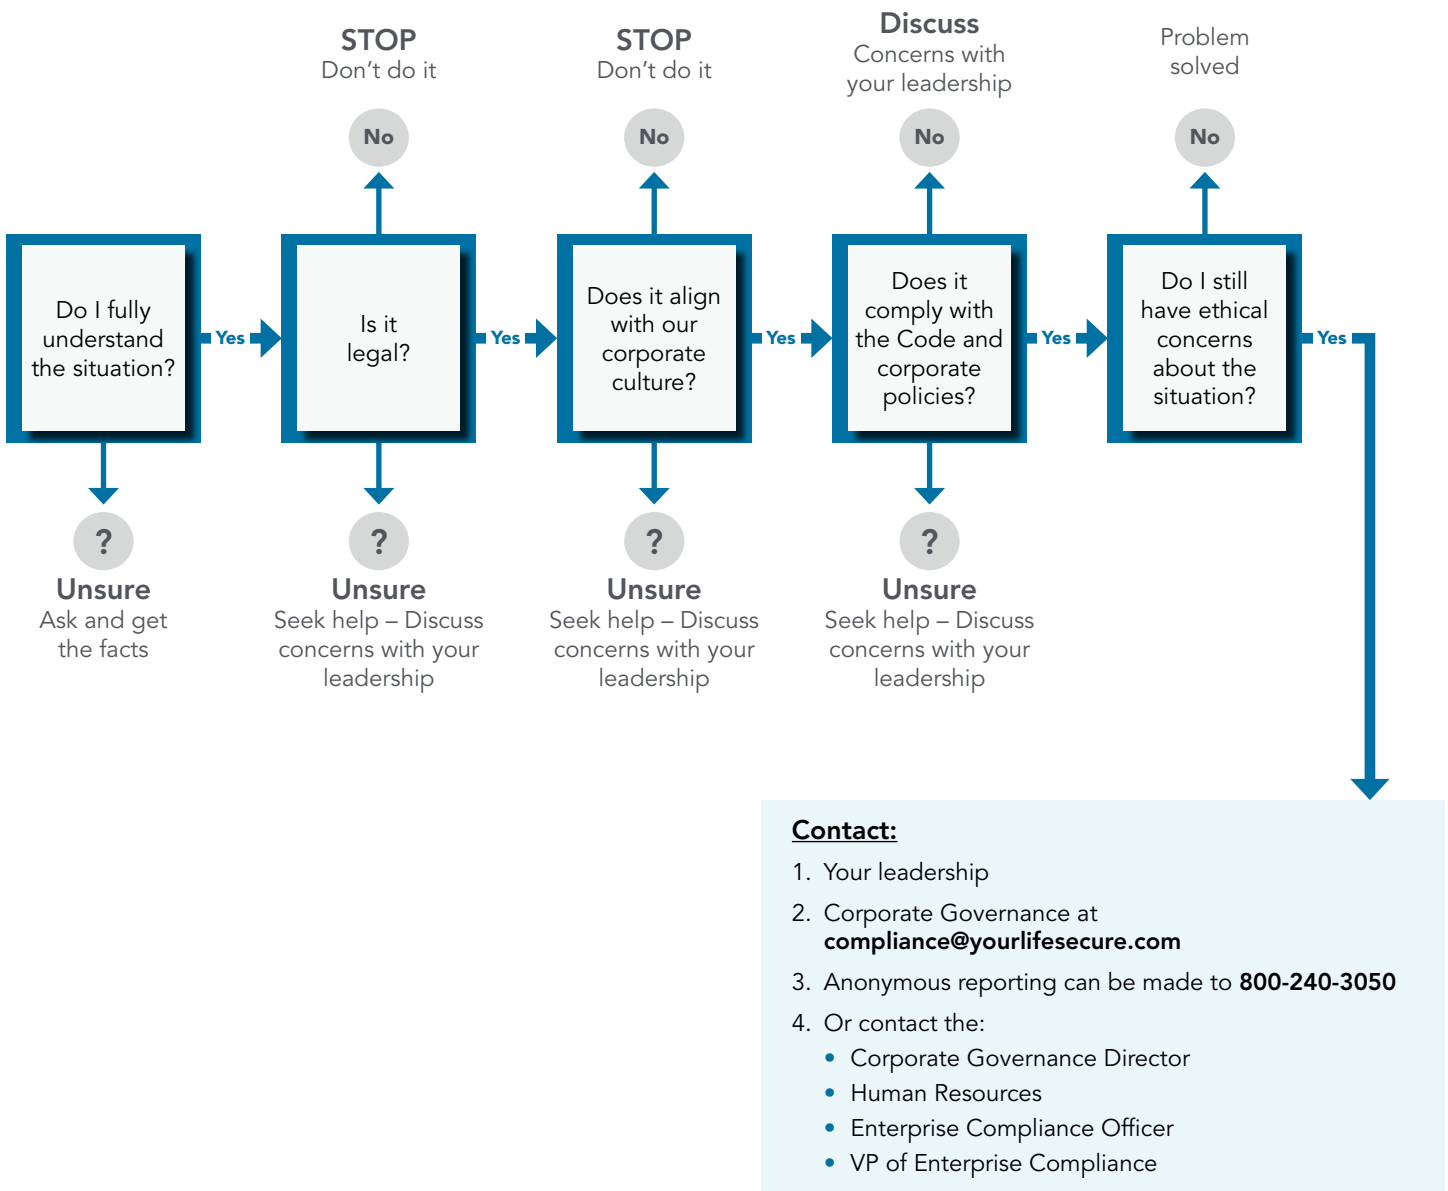 STOP
Don't do it
STOP
Don't do it
Discuss
Concerns with
your leadership
Problem
solved
No
No
No
No
Do I fully
understand
the situation?
Yes
Is it
legal?
Yes
Does it align
with our
corporate
culture?
Yes
Does it
comply with
the Code and
corporate
policies?
Yes
Do I still
have ethical
concerns
about the
situation?
Yes
?
Unsure
Ask and get
the facts
?
Unsure
Seek help – Discuss
concerns with your
leadership
?
Unsure
Seek help – Discuss
concerns with your
leadership
?
Unsure
Seek help – Discuss
concerns with your
leadership
Contact:
1. Your leadership
2. Corporate Governance at
compliance@yourlifesecure.com
3. Anonymous reporting can be made to 800-240-3050
4. Or contact the:
• Corporate Governance Director
• Human Resources
• Enterprise Compliance Officer
• VP of Enterprise Compliance